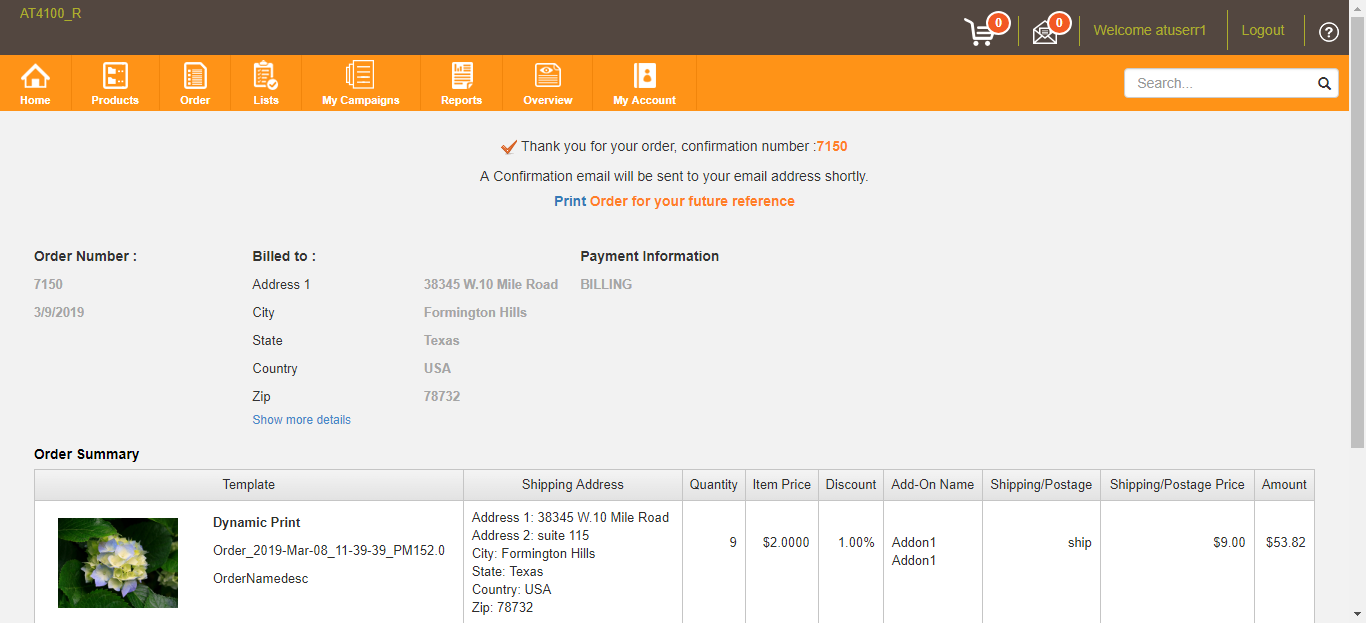 AT4100_R
0
0
Welcome atuserr1
Logout
?
Home
Products
Order
Lists
My Campaigns
Reports
Overview
My Account
Search...
Thank you for your order, confirmation number :7150
A Confirmation email will be sent to your email address shortly.
Print Order for your future reference
Order Number :
7150
3/9/2019
Billed to :
Address 1 38345 W.10 Mile Road
City Formington Hills
State Texas
Country USA
Zip 78732
Show more details
Payment Information
BILLING
Order Summary
Template Shipping Address Quantity Item Price Discount Add-On Name Shipping/Postage Shipping/Postage Price Amount
Dynamic Print
Order_2019-Mar-08_11-39-39_PM152.0
OrderNamedesc
Address 1: 38345 W.10 Mile Road
Address 2: suite 115
City: Formington Hills
State: Texas
Country: USA
Zip: 78732
9
$2.0000
1.00%
Addon1
Addon1
ship
$9.00
$53.82